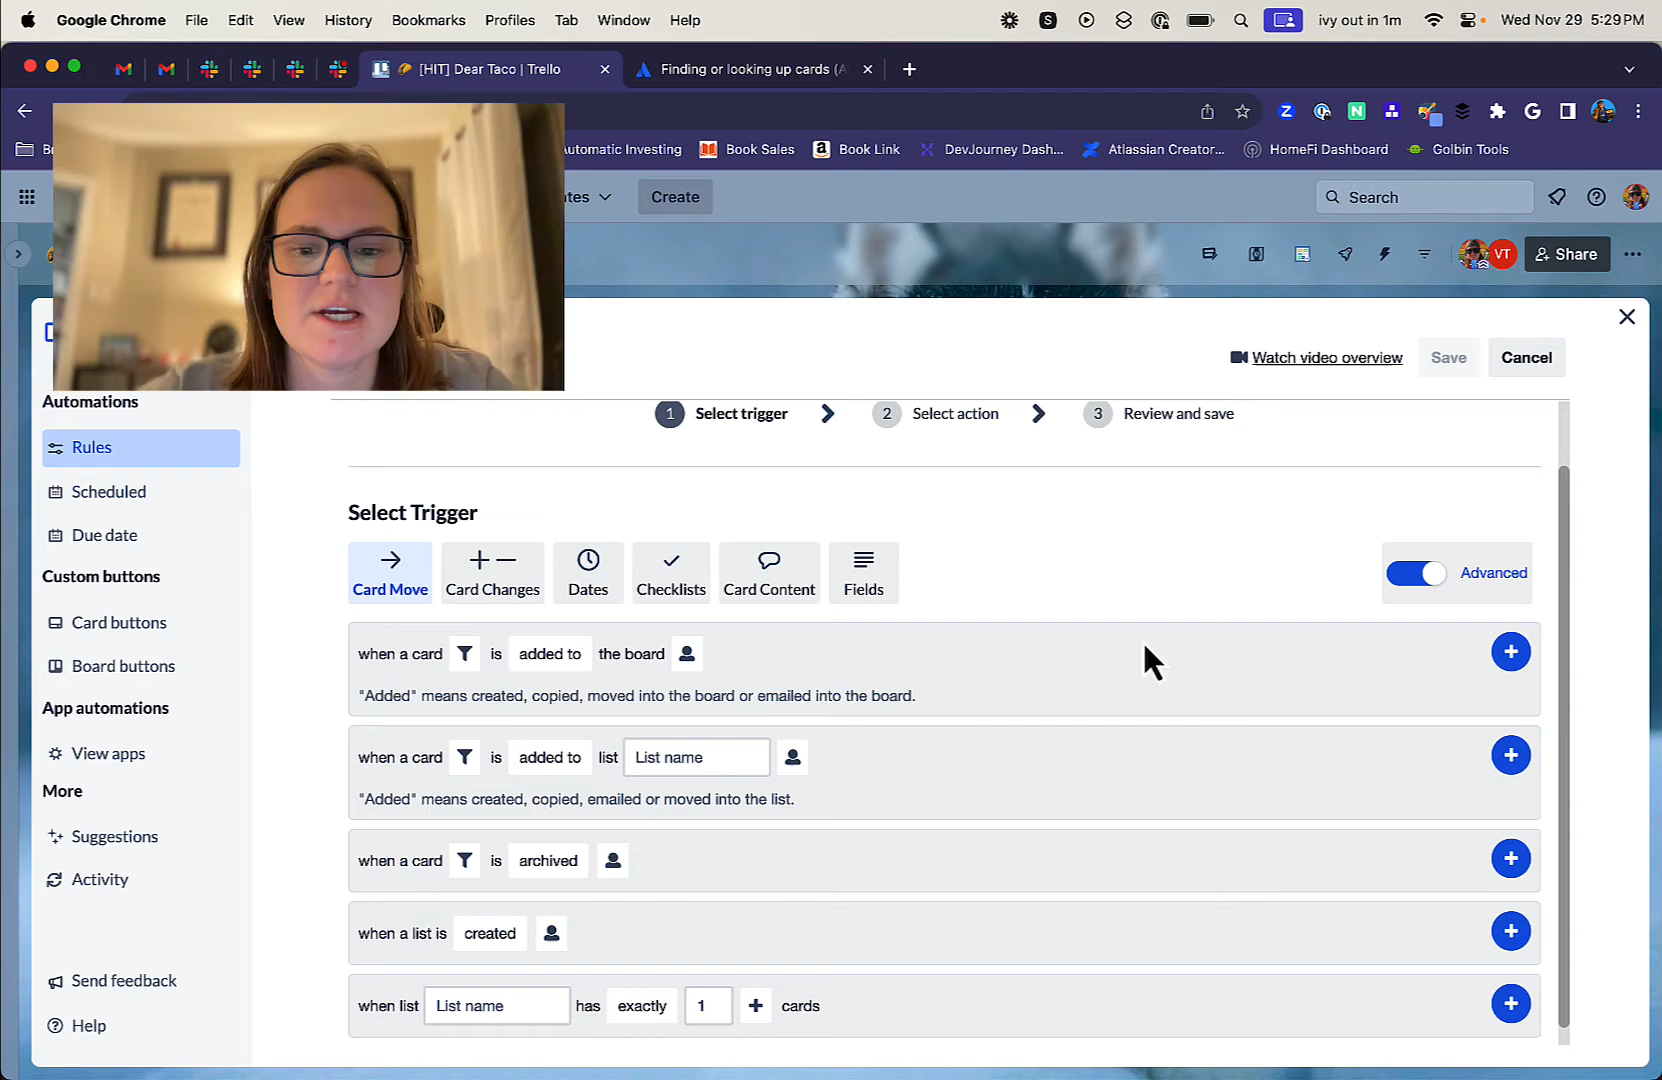 Google Chrome File Edit View History Bookmarks Profiles Tab Window Help S ivy out in 1m Wed Nov 29 5:29 PM
[HIT] Dear Taco | Trello Finding or looking up cards (A
Automatic Investing Book Sales Book Link DevJourney Dash... Atlassian Creator... HomeFi Dashboard Golbin Tools
Create Search
VT Share
Watch video overview Save Cancel
Automations
1 Select trigger 2 Select action 3 Review and save
Rules
Scheduled
Due date
Custom buttons
Card buttons
Board buttons
App automations
View apps
More
Suggestions
Activity
Send feedback
Help
Select Trigger
Card Move Card Changes Dates Checklists Card Content Fields Advanced
when a card is added to the board
"Added" means created, copied, moved into the board or emailed into the board.
when a card is added to list List name
"Added" means created, copied, emailed or moved into the list.
when a card is archived
when a list is created
when list List name has exactly 1 + cards